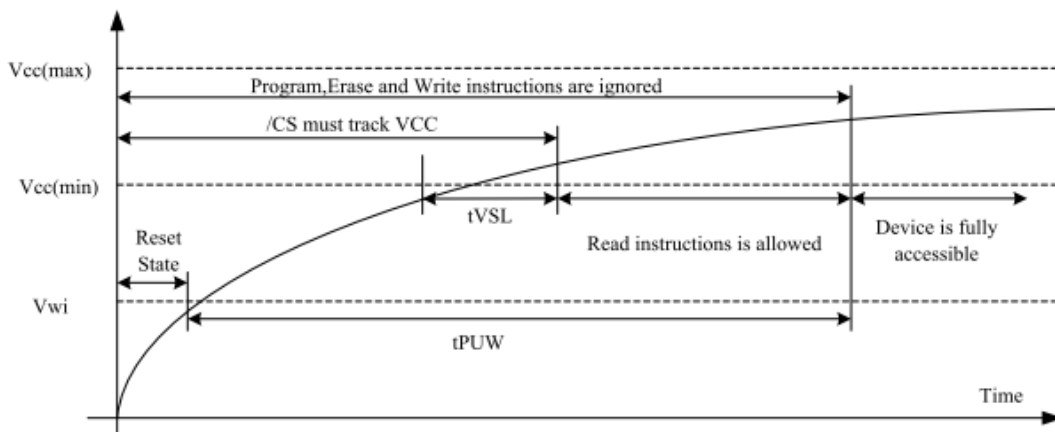 Vcc(max)
Program,Erase and Write instructions are ignored
/CS must track VCC
Vcc(min)
tVSL
Reset
State
Read instructions is allowed
Device is fully
accessible
Vwi
tPUW
Time